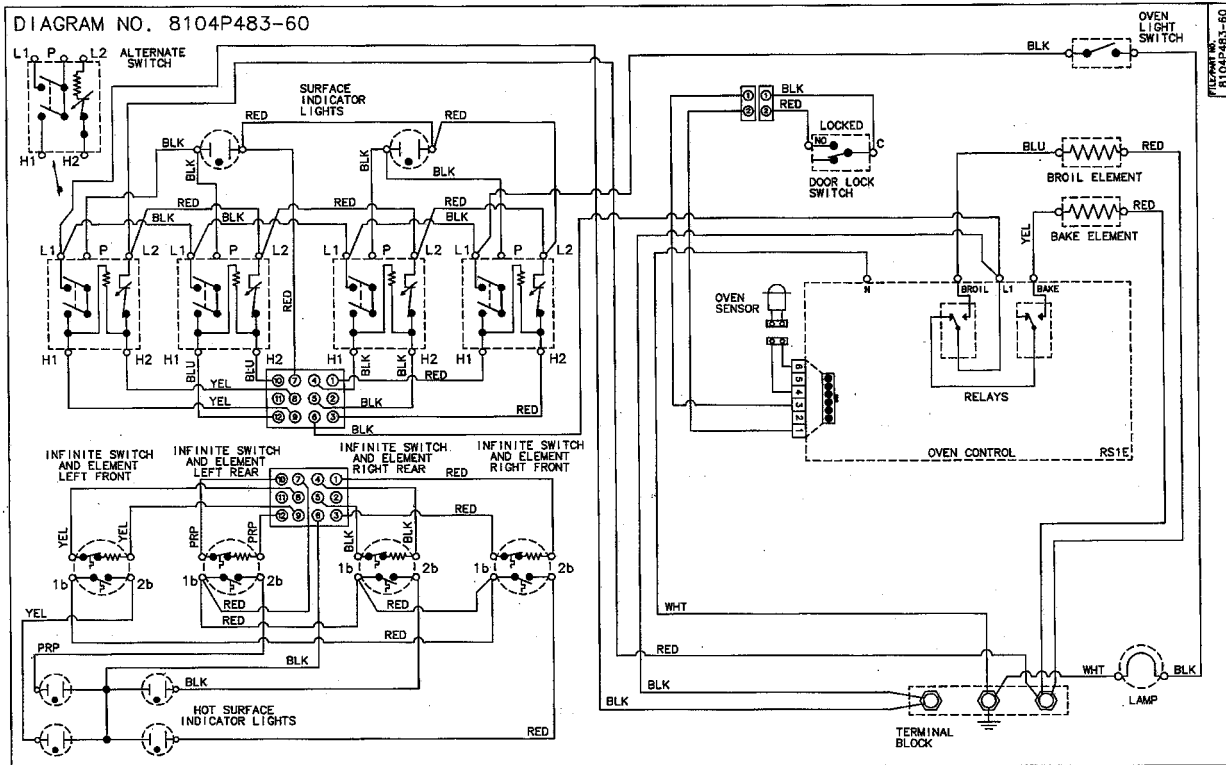 DIAGRAM NO. 8104P483-60
FILE/PART NO.
8104P483-60
L1 P L2
ALTERNATE
SWITCH
H1 H2
SURFACE
INDICATOR
LIGHTS
RED
RED
BLK
BLK
BLK
BLK
RED
BLK
RED
BLK
RED
BLK
L1 P L2
L1 P L2
L1 P L2
L1 P L2
RED
H1 H2
H1 H2
H1 H2
H1 H2
BLU
BLU
BLK
BLK
YEL
YEL
RED
BLK
RED
BLK
10 7 4 1
11 8 5 2
12 9 6 3
INFINITE SWITCH
AND ELEMENT
LEFT FRONT
INFINITE SWITCH
AND ELEMENT
LEFT REAR
INFINITE SWITCH
AND ELEMENT
RIGHT REAR
INFINITE SWITCH
AND ELEMENT
RIGHT FRONT
10 7 4 1
11 8 5 2
12 9 6 3
RED
RED
YEL
YEL
PRP
PRP
BLK
BLK
1b 2b
1b 2b
1b 2b
1b 2b
RED
RED
RED
RED
YEL
PRP
BLK
BLK
RED
HOT SURFACE
INDICATOR LIGHTS
OVEN
LIGHT
SWITCH
BLK
1
2
1
2
BLK
RED
LOCKED
NO
C
DOOR LOCK
SWITCH
BLU
RED
BROIL ELEMENT
YEL
RED
BAKE ELEMENT
OVEN
SENSOR
N
BROIL
L1
BAKE
6
5
4
3
2
1
RELAYS
OVEN CONTROL
RS1E
WHT
RED
BLK
BLK
WHT
BLK
LAMP
TERMINAL
BLOCK